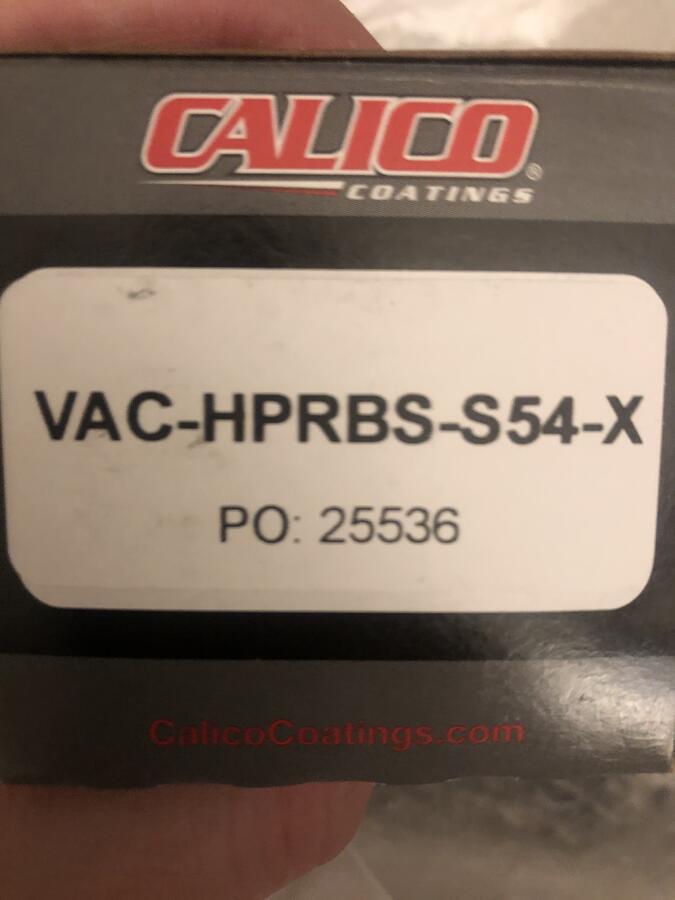 CALICO®
COATINGS
VAC-HPRBS-S54-X
PO: 25536
CalicoCoatings.com